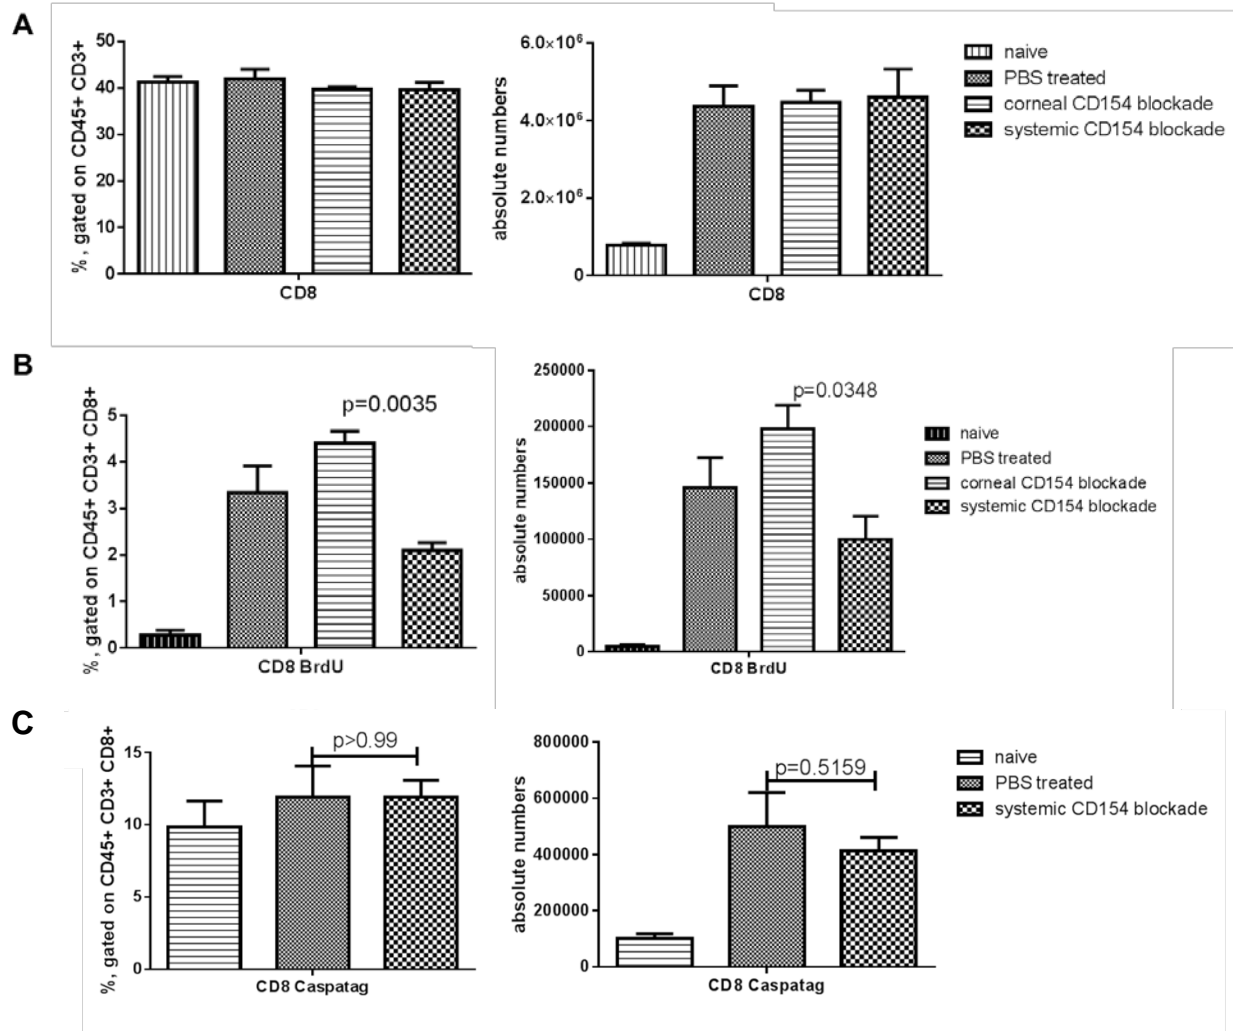 A
%, gated on CD45+ CD3+
50
40
30
20
10
0
CD8
absolute numbers
6.0×10⁶
4.0×10⁶
2.0×10⁶
0
CD8
naive
PBS treated
corneal CD154 blockade
systemic CD154 blockade
B
%, gated on CD45+ CD3+ CD8+
5
4
3
2
1
0
p=0.0035
CD8 BrdU
absolute numbers
250000
200000
150000
100000
50000
0
p=0.0348
CD8 BrdU
naive
PBS treated
corneal CD154 blockade
systemic CD154 blockade
C
%, gated on CD45+ CD3+ CD8+
15
10
5
0
p>0.99
CD8 Caspatag
absolute numbers
800000
600000
400000
200000
0
p=0.5159
CD8 Caspatag
naive
PBS treated
systemic CD154 blockade